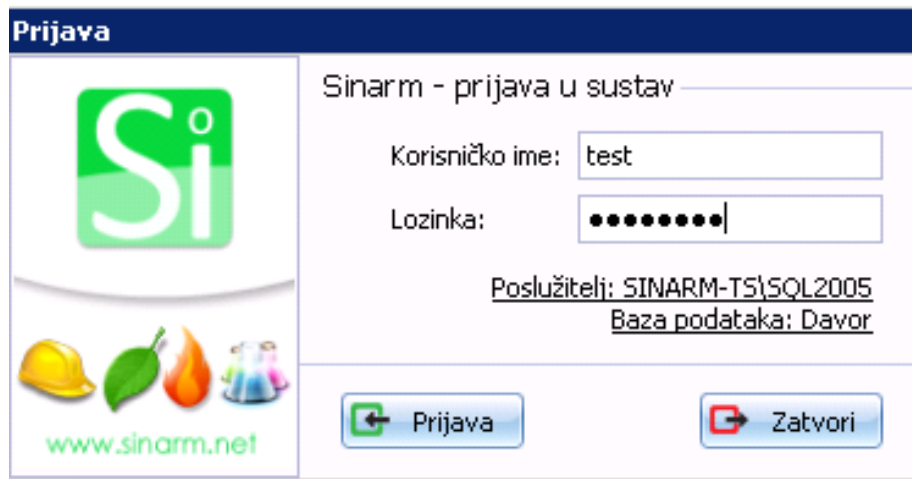 Prijava
Si
Sinarm - prijava u sustav
Korisničko ime: test
Lozinka: ●●●●●●●●
Poslužitelj: SINARM-TS\SQL2005
Baza podataka: Davor
www.sinarm.net
Prijava Zatvori